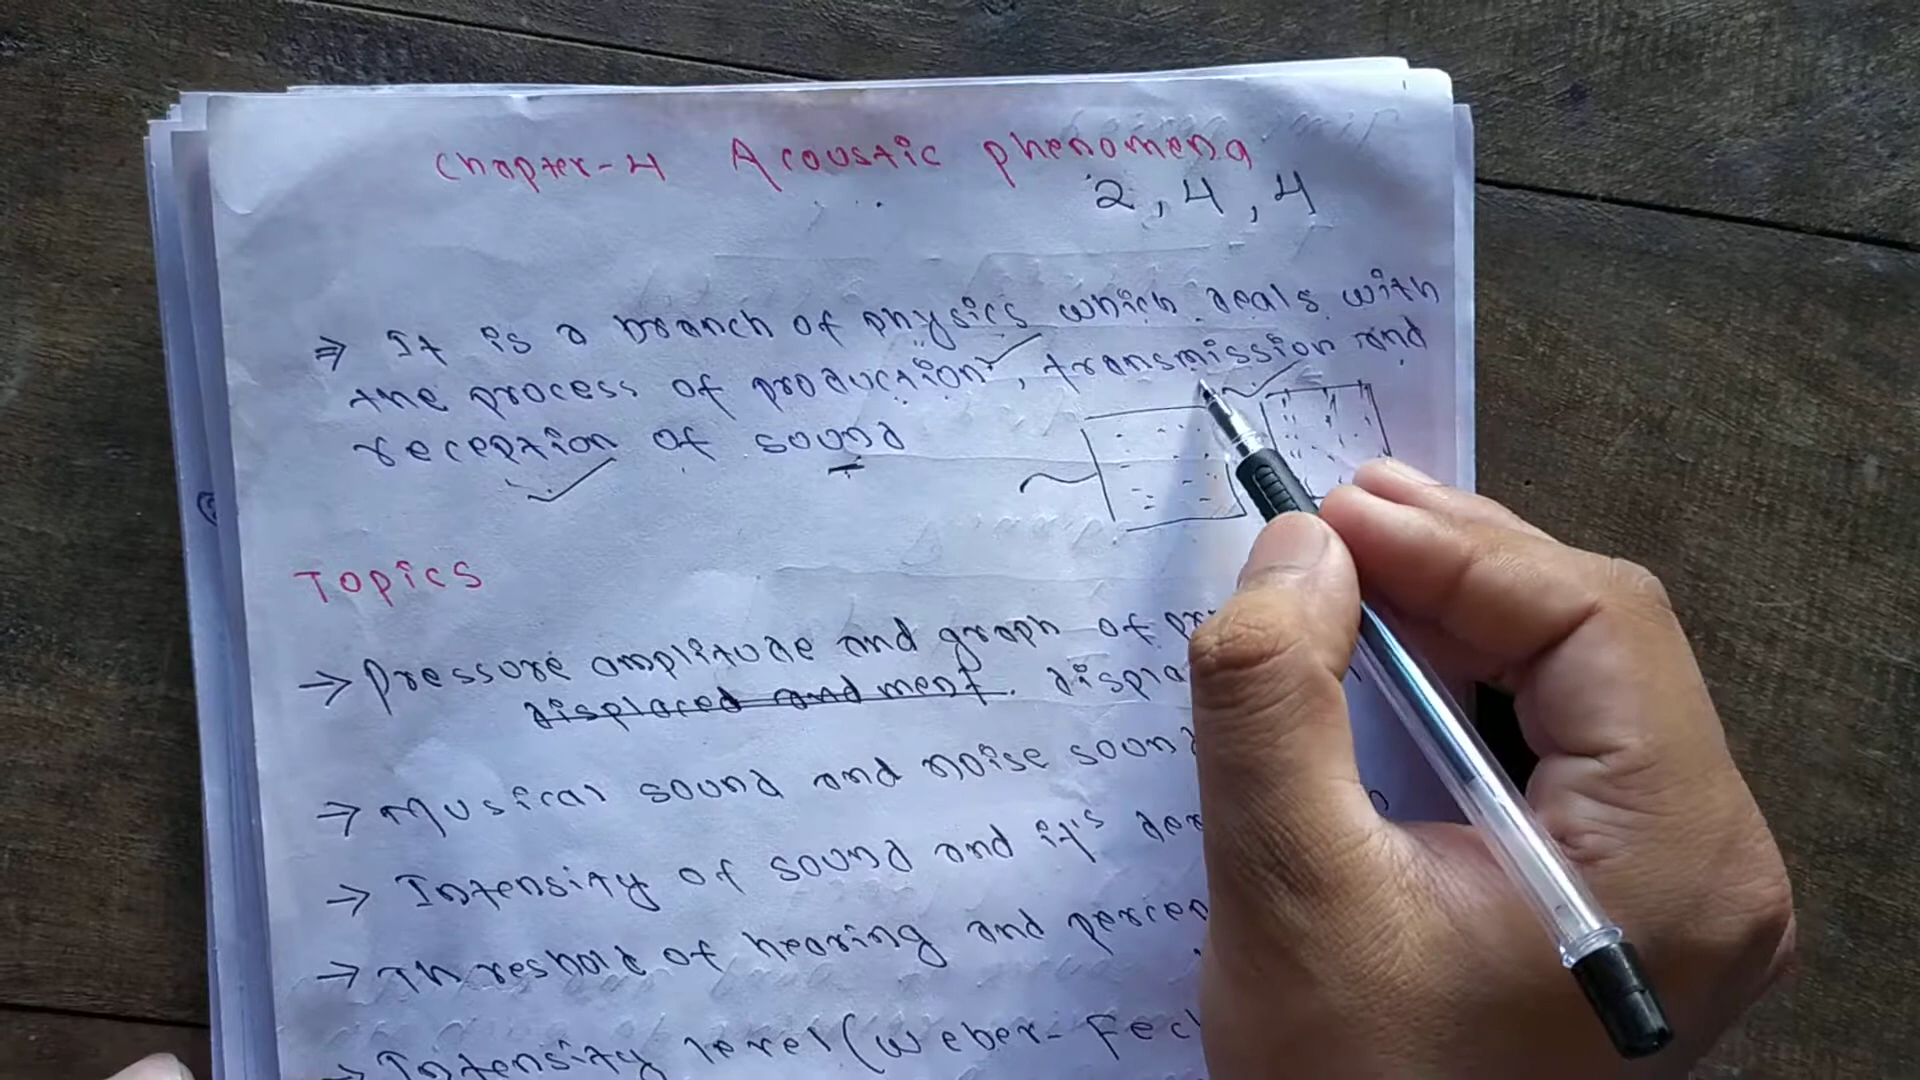 Chapter-4 Acoustic phenomena
2, 4, 4
⇒ It is a branch of physics which deals with
the process of production, transmission and
reception of sound
Topics
→ Pressure amplitude and graph of pr
displaced and ment. displa
→ Musical sound and noise sound
→ Intensity of sound and it's der
→ Threshold of hearing and percep
→ Intensity level (Weber-Fech